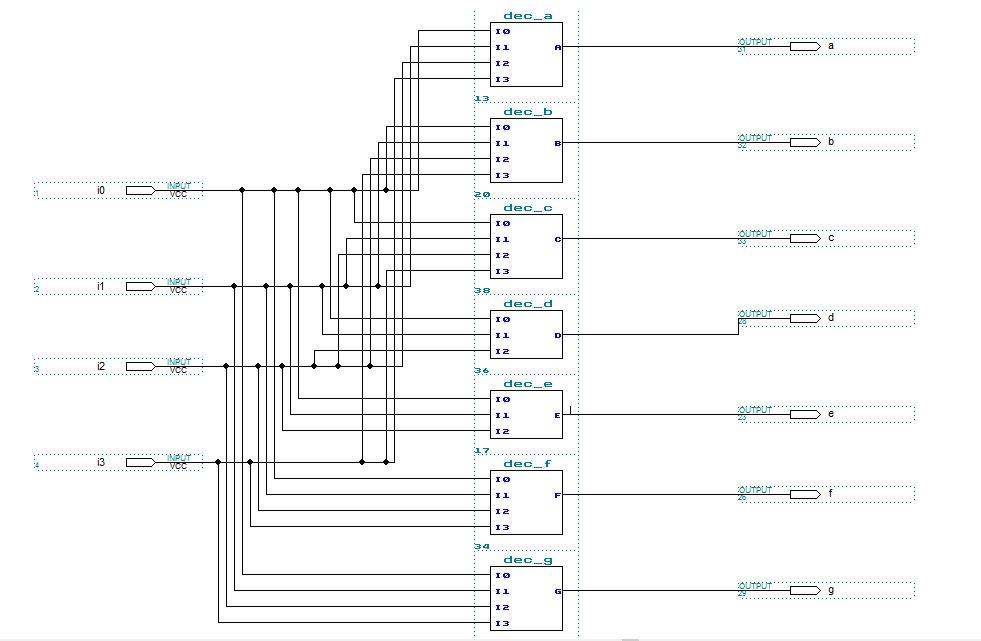 dec_a
I0
I1 A
I2
I3
13
OUTPUT a
31
dec_b
I0
I1 B
I2
I3
20
OUTPUT b
32
1 i0 INPUT
VCC
dec_c
I0
I1 C
I2
I3
38
OUTPUT c
33
2 i1 INPUT
VCC
dec_d
I0
I1 D
I2
36
OUTPUT d
3 i2 INPUT
VCC
dec_e
I0
I1 E
I2
17
OUTPUT e
23
4 i3 INPUT
VCC
dec_f
I0
I1 F
I2
I3
34
OUTPUT f
dec_g
I0
I1 G
I2
I3
OUTPUT g
29